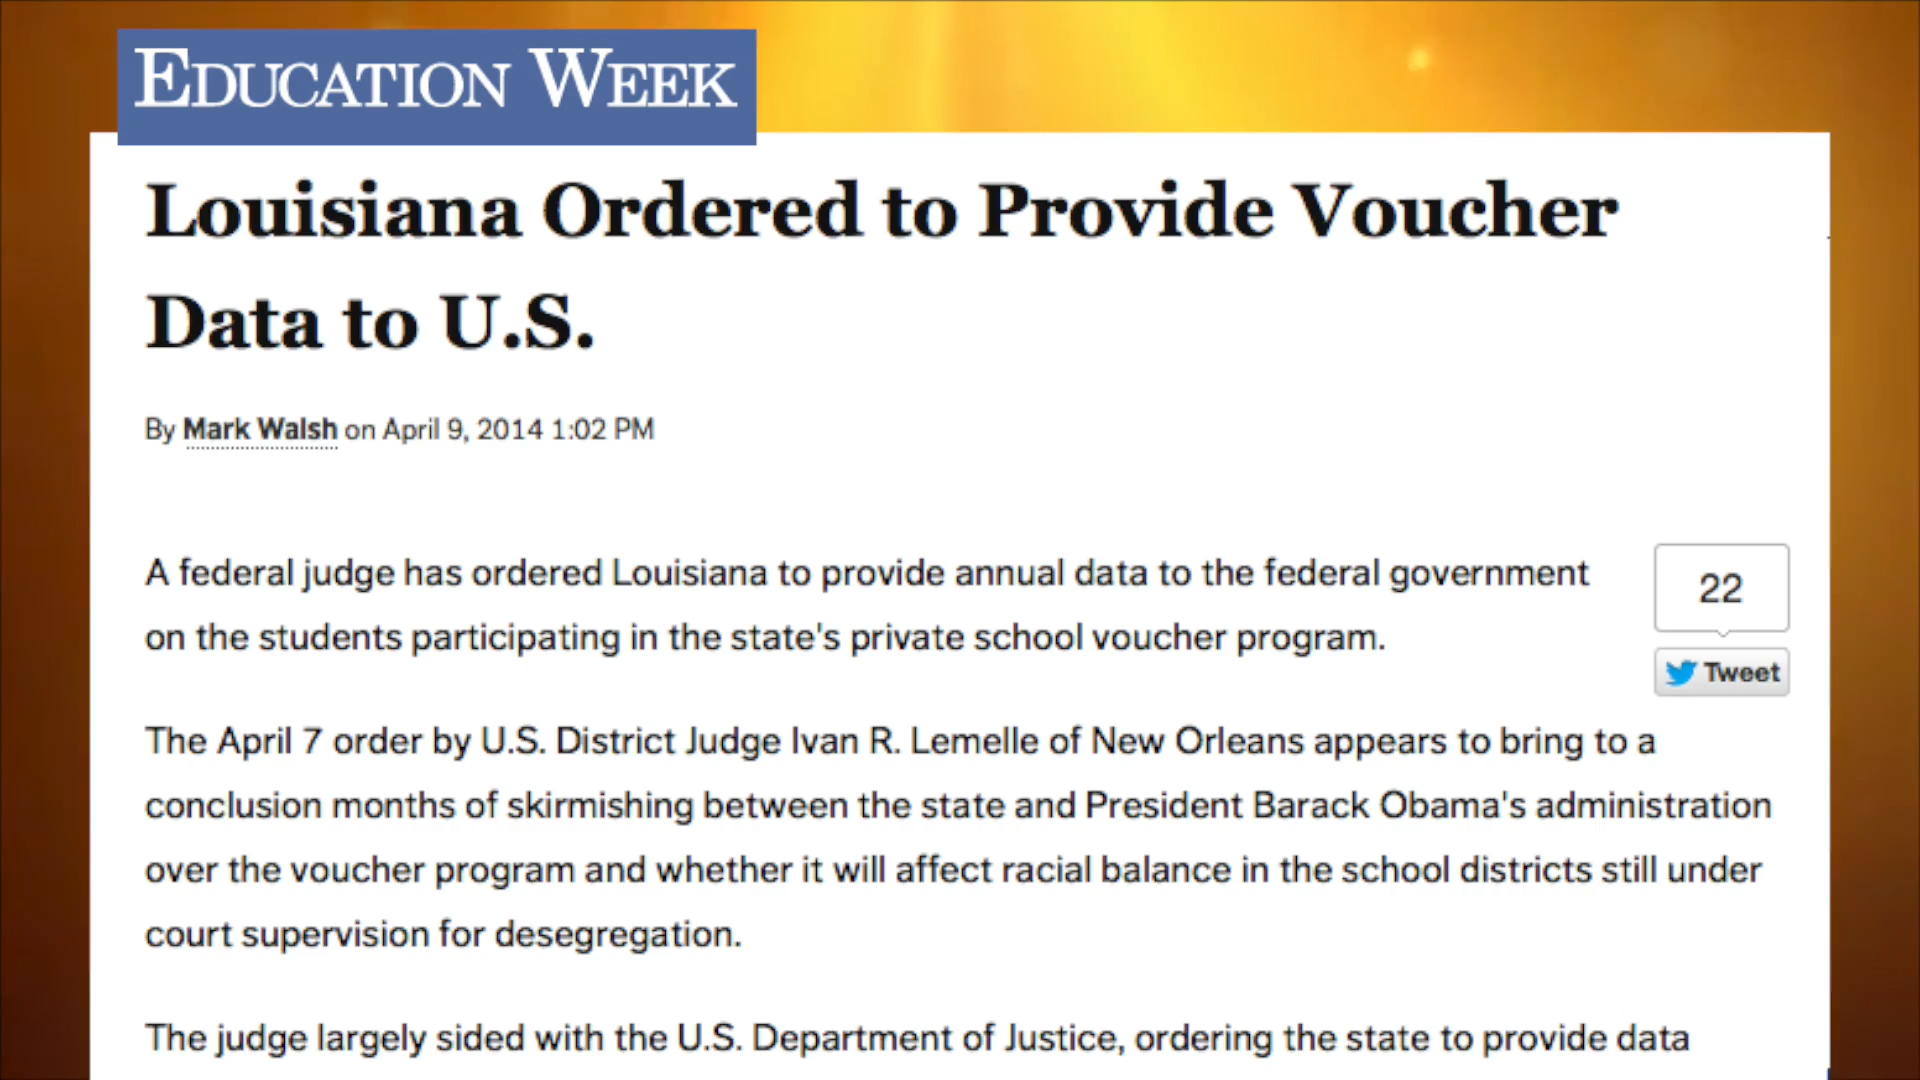 EDUCATION WEEK
Louisiana Ordered to Provide Voucher
Data to U.S.
By Mark Walsh on April 9, 2014 1:02 PM
A federal judge has ordered Louisiana to provide annual data to the federal government
on the students participating in the state's private school voucher program.
22
Tweet
The April 7 order by U.S. District Judge Ivan R. Lemelle of New Orleans appears to bring to a
conclusion months of skirmishing between the state and President Barack Obama's administration
over the voucher program and whether it will affect racial balance in the school districts still under
court supervision for desegregation.
The judge largely sided with the U.S. Department of Justice, ordering the state to provide data